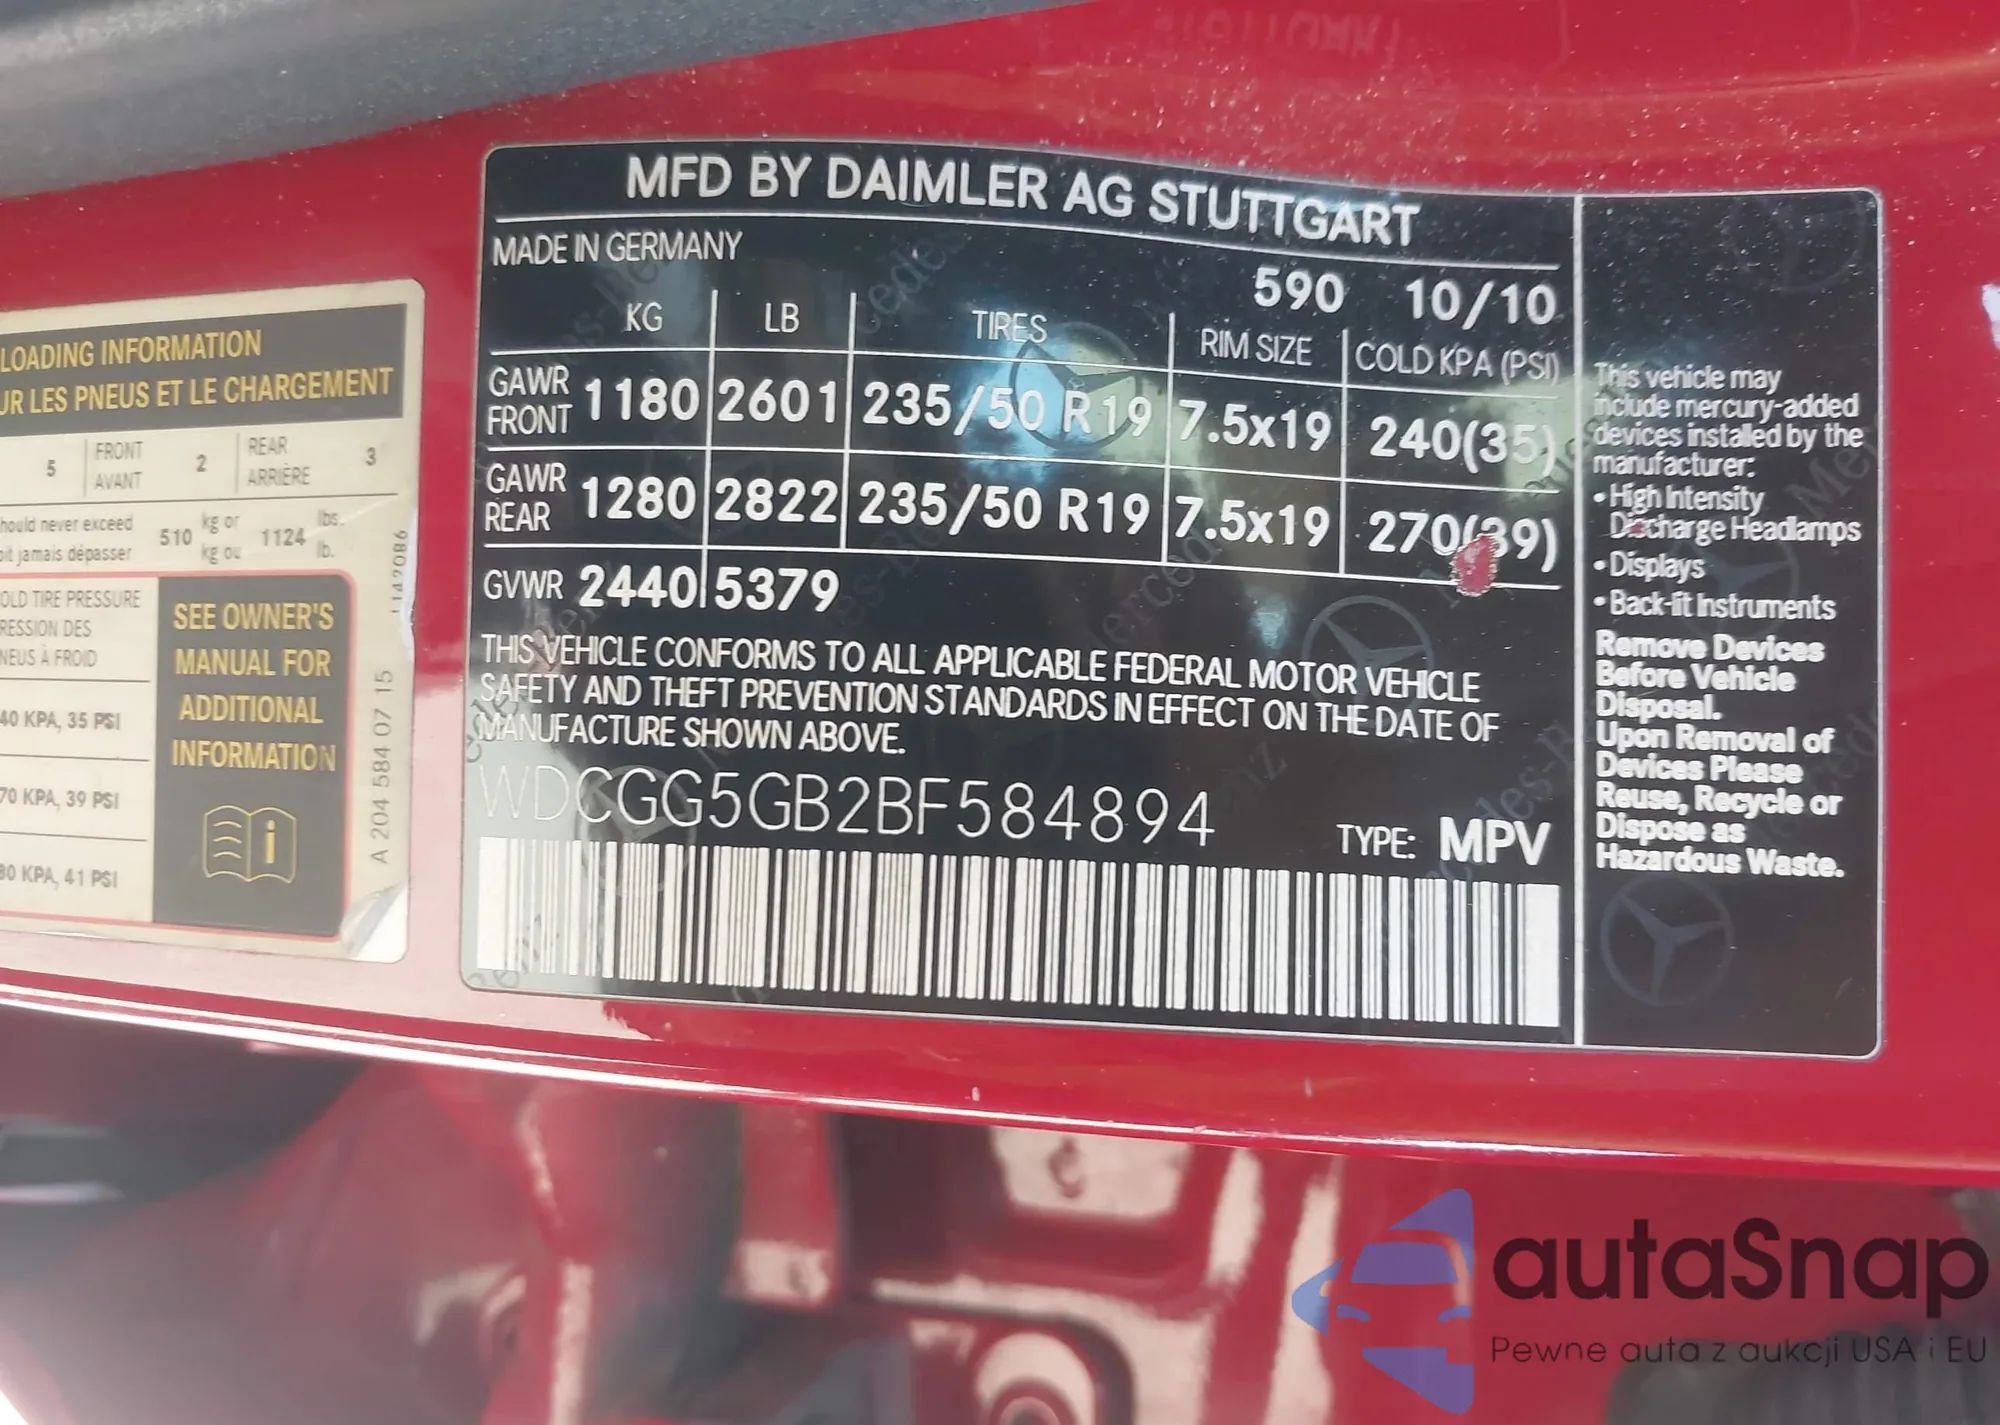 MFD BY DAIMLER AG STUTTGART
MADE IN GERMANY
590 10/10
KG LB TIRES RIM SIZE COLD KPA (PSI)
GAWR FRONT 1180 2601 235/50 R19 7.5x19 240(35)
GAWR REAR 1280 2822 235/50 R19 7.5x19 270(39)
GVWR 2440 5379
THIS VEHICLE CONFORMS TO ALL APPLICABLE FEDERAL MOTOR VEHICLE
SAFETY AND THEFT PREVENTION STANDARDS IN EFFECT ON THE DATE OF
MANUFACTURE SHOWN ABOVE.
WDCGG5GB2BF584894
TYPE: MPV
This vehicle may
include mercury-added
devices installed by the
manufacturer:
• High Intensity
Discharge Headlamps
• Displays
• Back-lit Instruments
Remove Devices
Before Vehicle
Disposal.
Upon Removal of
Devices Please
Reuse, Recycle or
Dispose as
Hazardous Waste.
LOADING INFORMATION
UR LES PNEUS ET LE CHARGEMENT
5 FRONT AVANT 2 REAR ARRIÈRE 3
hould never exceed 510 kg or 1124 lbs.
oit jamais dépasser kg ou lb.
OLD TIRE PRESSURE
RESSION DES
NEUS À FROID
40 KPA, 35 PSI
70 KPA, 39 PSI
80 KPA, 41 PSI
SEE OWNER'S
MANUAL FOR
ADDITIONAL
INFORMATION
i
A 204 584 07 15
1142086
autaSnap
Pewne auta z aukcji USA i EU